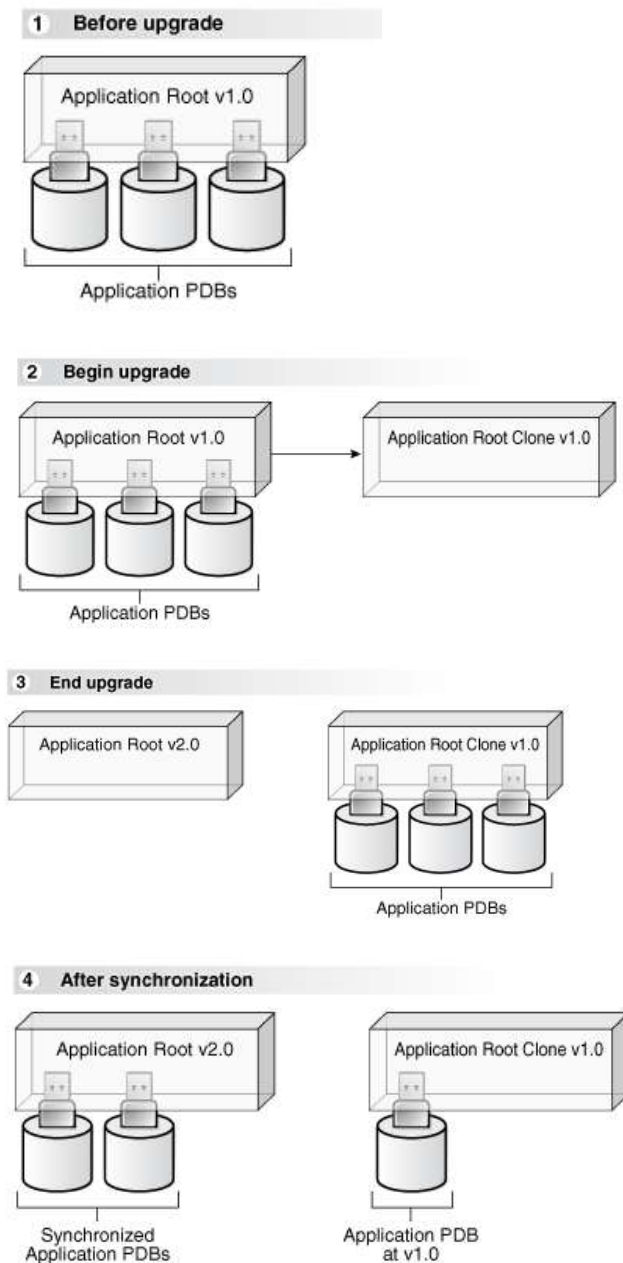 1 Before upgrade
Application Root v1.0
Application PDBs
2 Begin upgrade
Application Root v1.0
Application Root Clone v1.0
Application PDBs
3 End upgrade
Application Root v2.0
Application Root Clone v1.0
Application PDBs
4 After synchronization
Application Root v2.0
Application Root Clone v1.0
Synchronized
Application PDBs
Application PDB
at v1.0